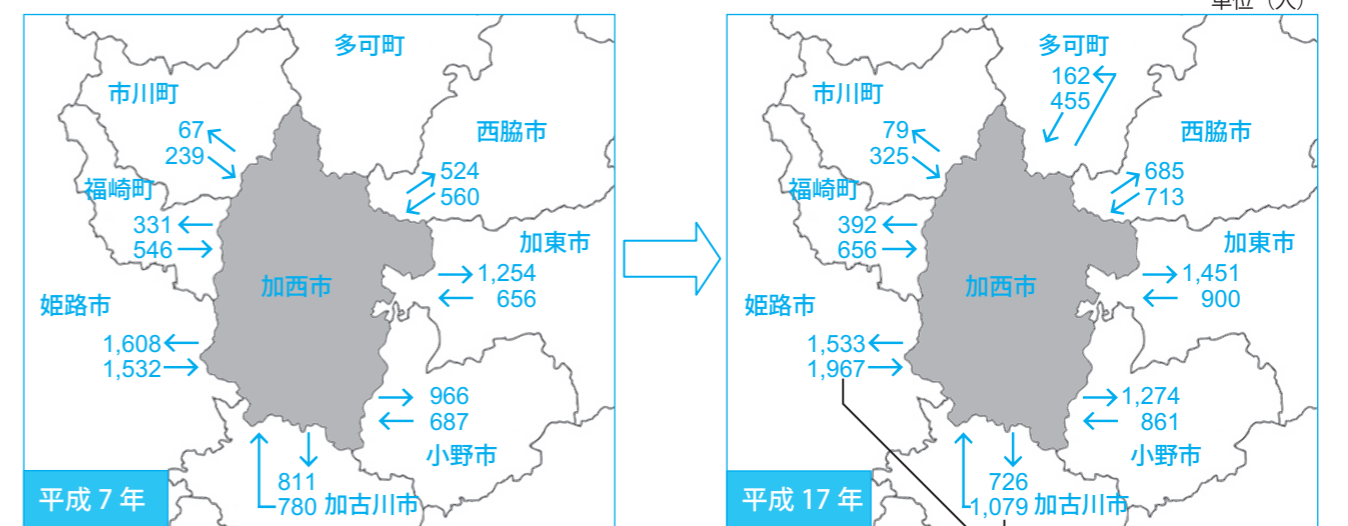 単位（人）
多可町
市川町
67
239
西脇市
524
560
福崎町
331
546
加東市
1,254
656
加西市
姫路市
1,608
1,532
966
687
小野市
811
780 加古川市
平成 7 年
多可町
162
455
市川町
79
325
西脇市
685
713
福崎町
392
656
加東市
1,451
900
加西市
姫路市
1,533
1,967
1,274
861
小野市
726
1,079 加古川市
平成 17 年